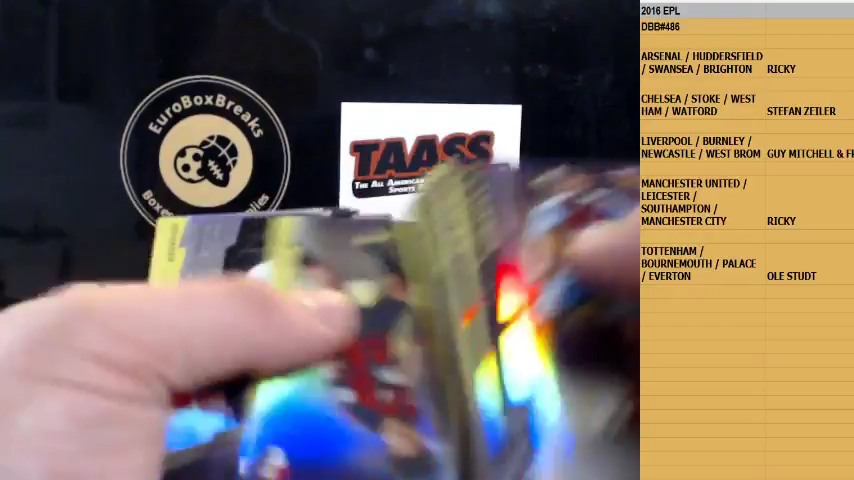 EuroBoxBreaks
TAASS
THE ALL AMERICAN
SPORTS
2016 EPL
DBB#486
ARSENAL / HUDDERSFIELD
/ SWANSEA / BRIGHTON RICKY
CHELSEA / STOKE / WEST
HAM / WATFORD STEFAN ZEILER
LIVERPOOL / BURNLEY /
NEWCASTLE / WEST BROM GUY MITCHELL & FR
MANCHESTER UNITED /
LEICESTER /
SOUTHAMPTON /
MANCHESTER CITY RICKY
TOTTENHAM /
BOURNEMOUTH / PALACE
/ EVERTON OLE STUDT